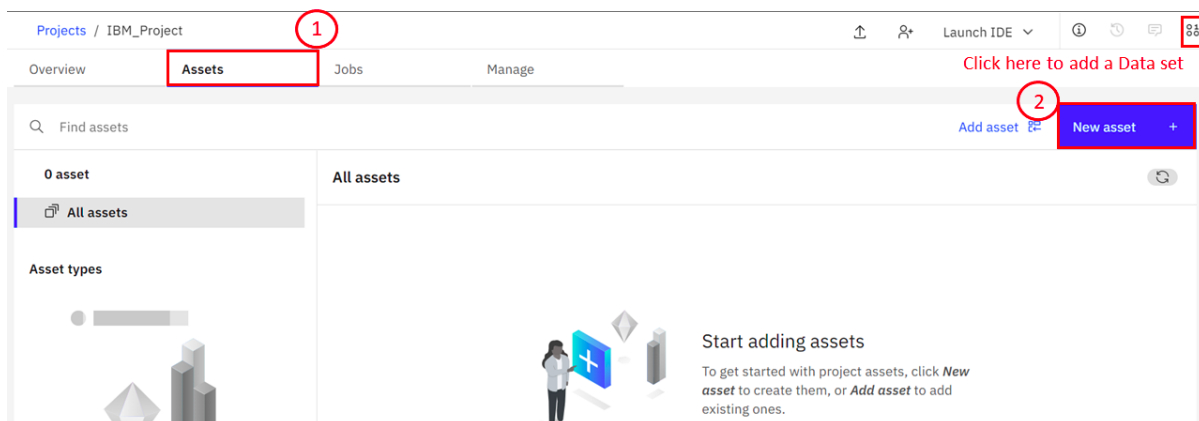 Projects / IBM_Project
1
Launch IDE
Overview
Assets
Jobs
Manage
Click here to add a Data set
2
Find assets
Add asset
New asset +
0 asset
All assets
All assets
Asset types
Start adding assets
To get started with project assets, click New
asset to create them, or Add asset to add
existing ones.